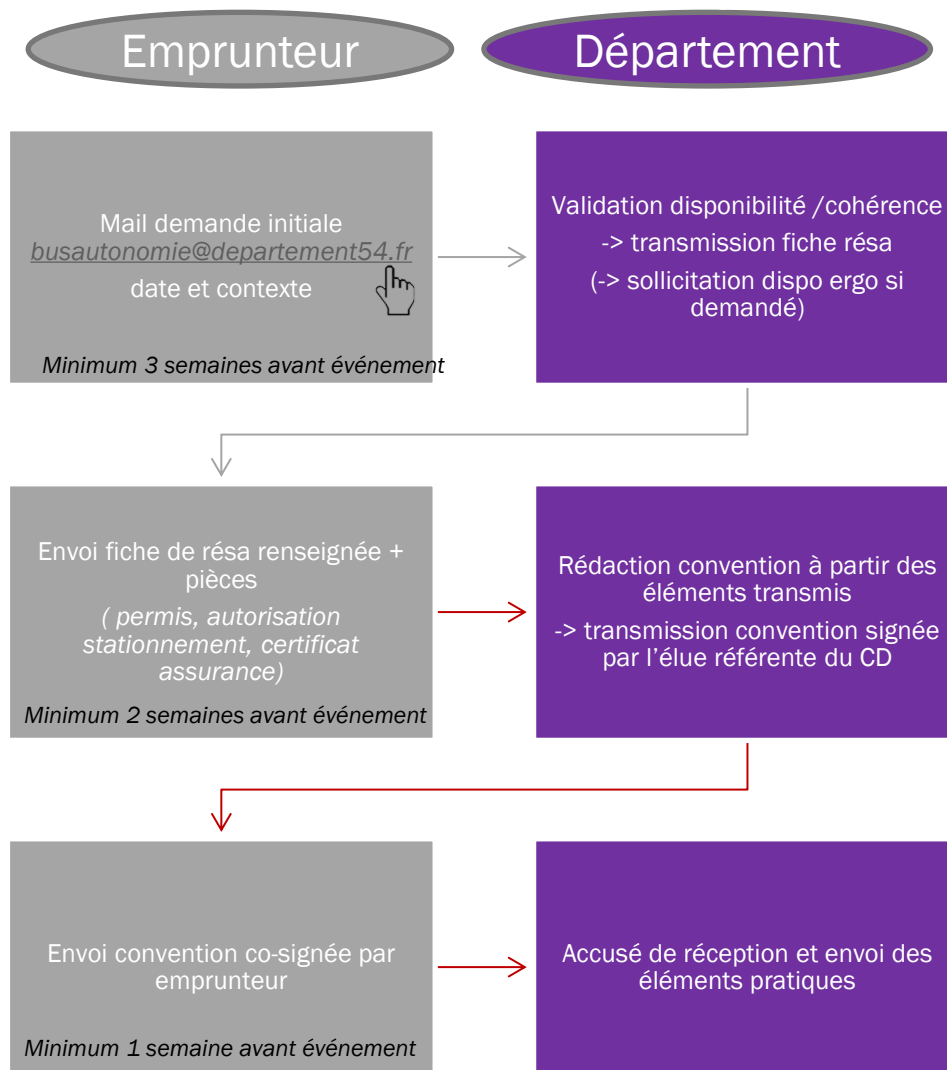 Emprunteur
Département
Mail demande initiale
busautonomie@departement54.fr
date et contexte
Minimum 3 semaines avant événement
Validation disponibilité /cohérence
-> transmission fiche résa
(-> sollicitation dispo ergo si
demandé)
Envoi fiche de résa renseignée +
pièces
( permis, autorisation
stationnement, certificat
assurance)
Minimum 2 semaines avant événement
Rédaction convention à partir des
éléments transmis
-> transmission convention signée
par l’élue référente du CD
Envoi convention co-signée par
emprunteur
Minimum 1 semaine avant événement
Accusé de réception et envoi des
éléments pratiques